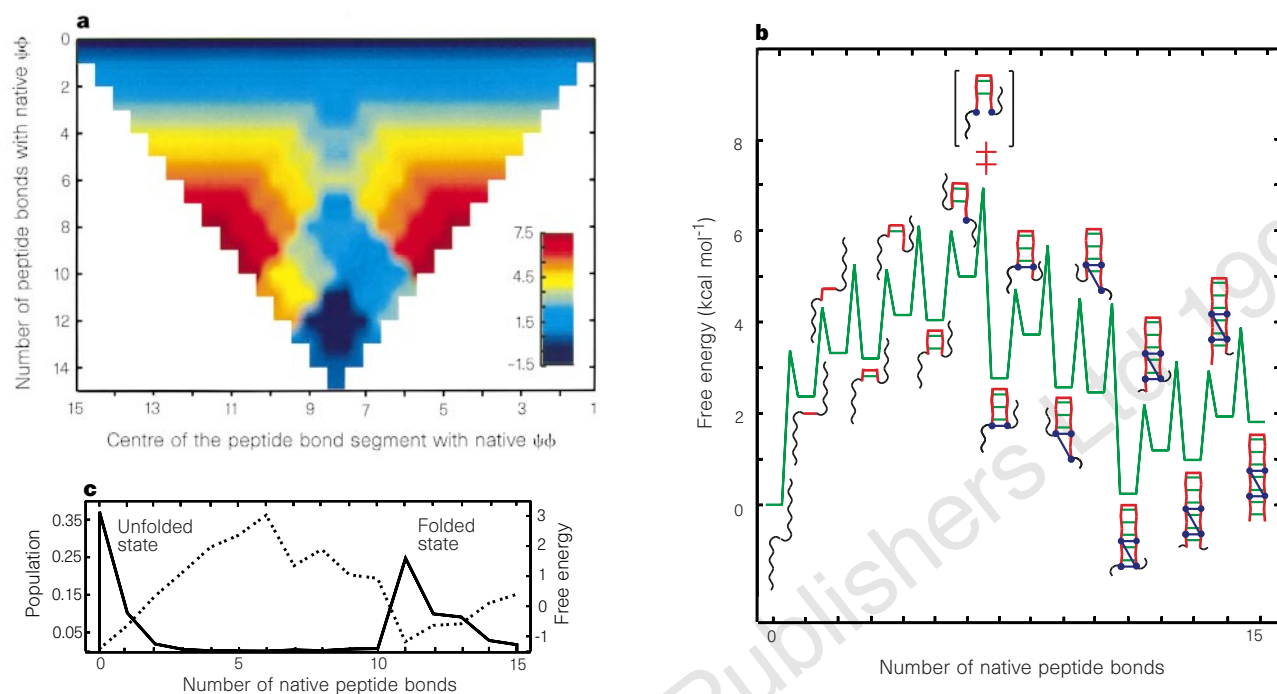 a
Number of peptide bonds with native ψϕ
0
2
4
6
8
10
12
14
15 13 11 9 7 5 3 1
Centre of the peptide bond segment with native ψϕ
7.5
4.5
1.5
–1.5
b
Free energy (kcal mol⁻¹)
8
6
4
2
0
‡
0 15
Number of native peptide bonds
c
Population
0.35
0.25
0.15
0.05
Unfolded
state
Folded
state
3
2
1
0
-1
Free energy
0 5 10 15
Number of native peptide bonds
Publishers Ltd 199